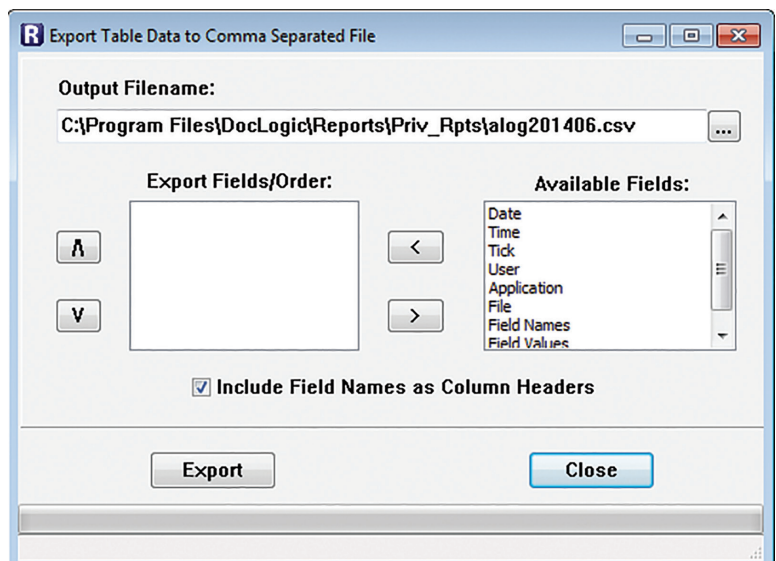 R Export Table Data to Comma Separated File
Output Filename:
C:\Program Files\DocLogic\Reports\Priv_Rpts\alog201406.csv
...
Export Fields/Order:
Available Fields:
Date
Time
Tick
User
Application
File
Field Names
Field Values
Λ
<
V
>
Include Field Names as Column Headers
Export
Close